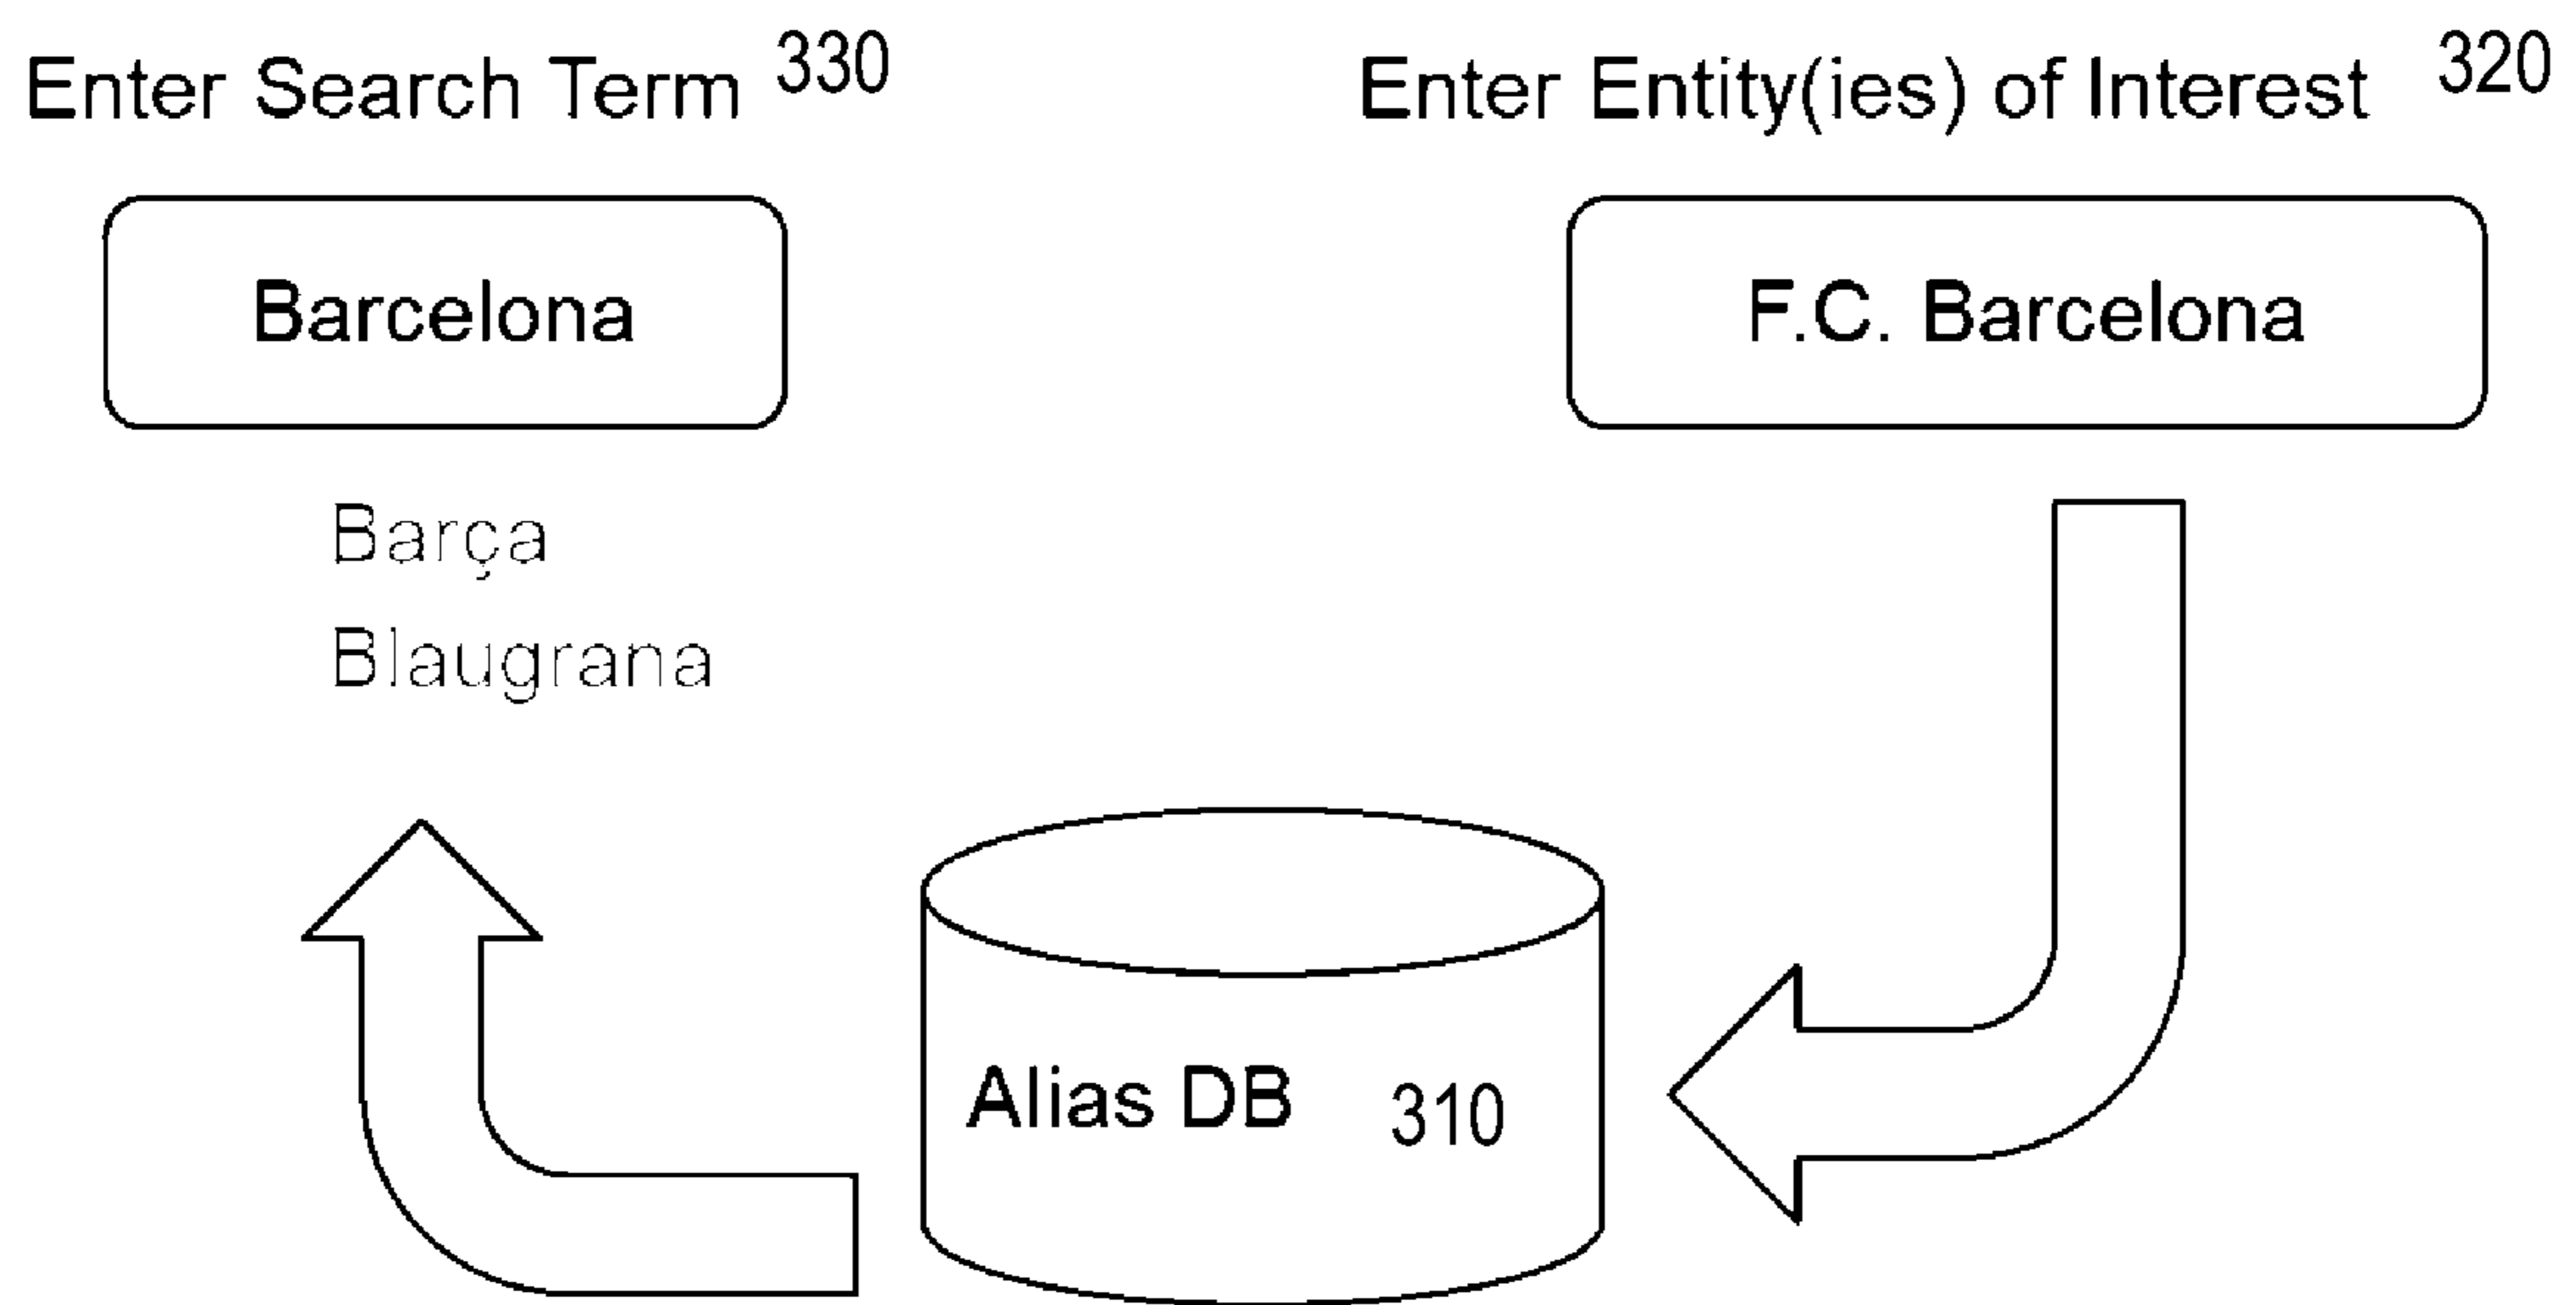 Enter Search Term 330
Enter Entity(ies) of Interest 320
Barcelona
F.C. Barcelona
Barça
Blaugrana
Alias DB 310